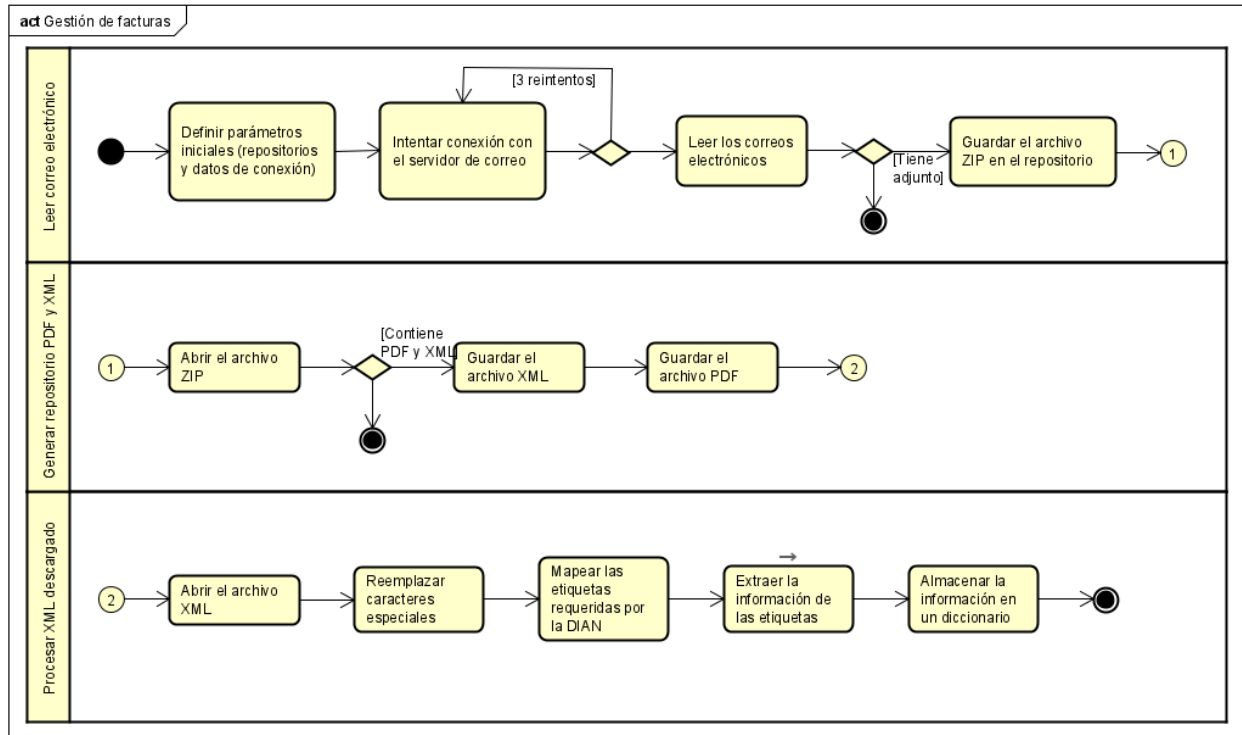 act Gestión de facturas
Leer correo electrónico
[3 reintentos]
Definir parámetros
iniciales (repositorios
y datos de conexión)
Intentar conexión con
el servidor de correo
Leer los correos
electrónicos
[Tiene
adjunto]
Guardar el archivo
ZIP en el repositorio
1
Generar repositorio PDF y XML
1
Abrir el archivo
ZIP
[Contiene
PDF y XML]
Guardar el
archivo XML
Guardar el
archivo PDF
2
Procesar XML descargado
2
Abrir el archivo
XML
Reemplazar
caracteres
especiales
Mapear las
etiquetas
requeridas por
la DIAN
Extraer la
información de
las etiquetas
Almacenar la
información en
un diccionario